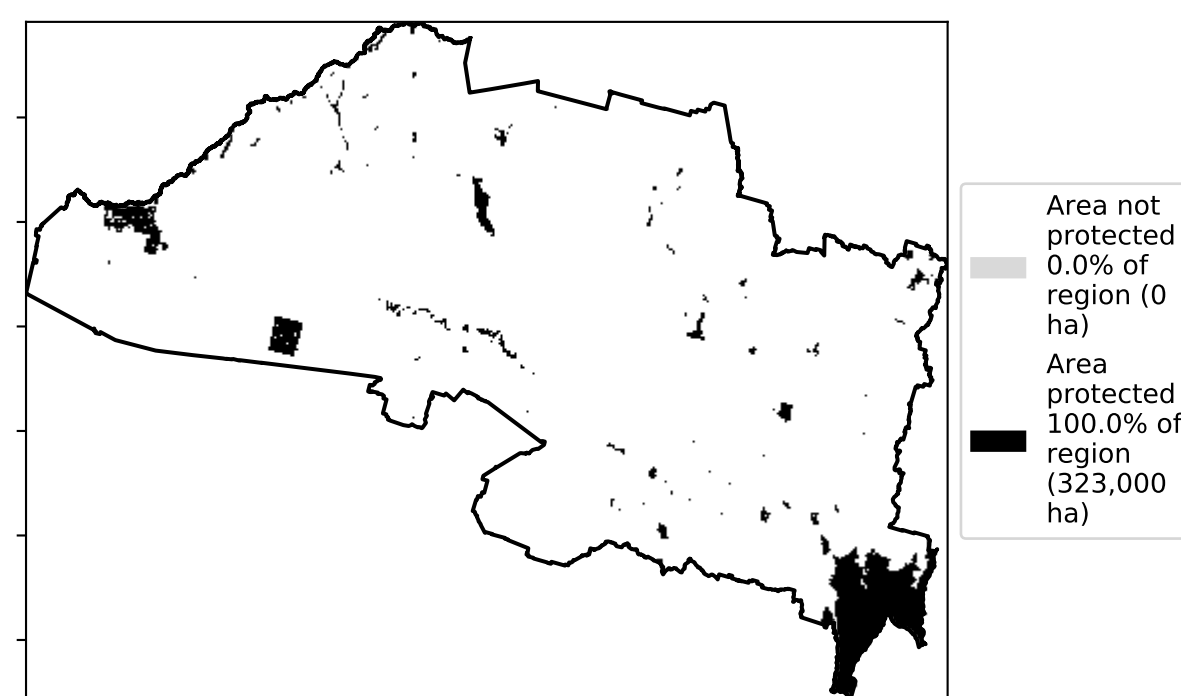 Area not
protected
0.0% of
region (0
ha)
Area
protected
100.0% of
region
(323,000
ha)